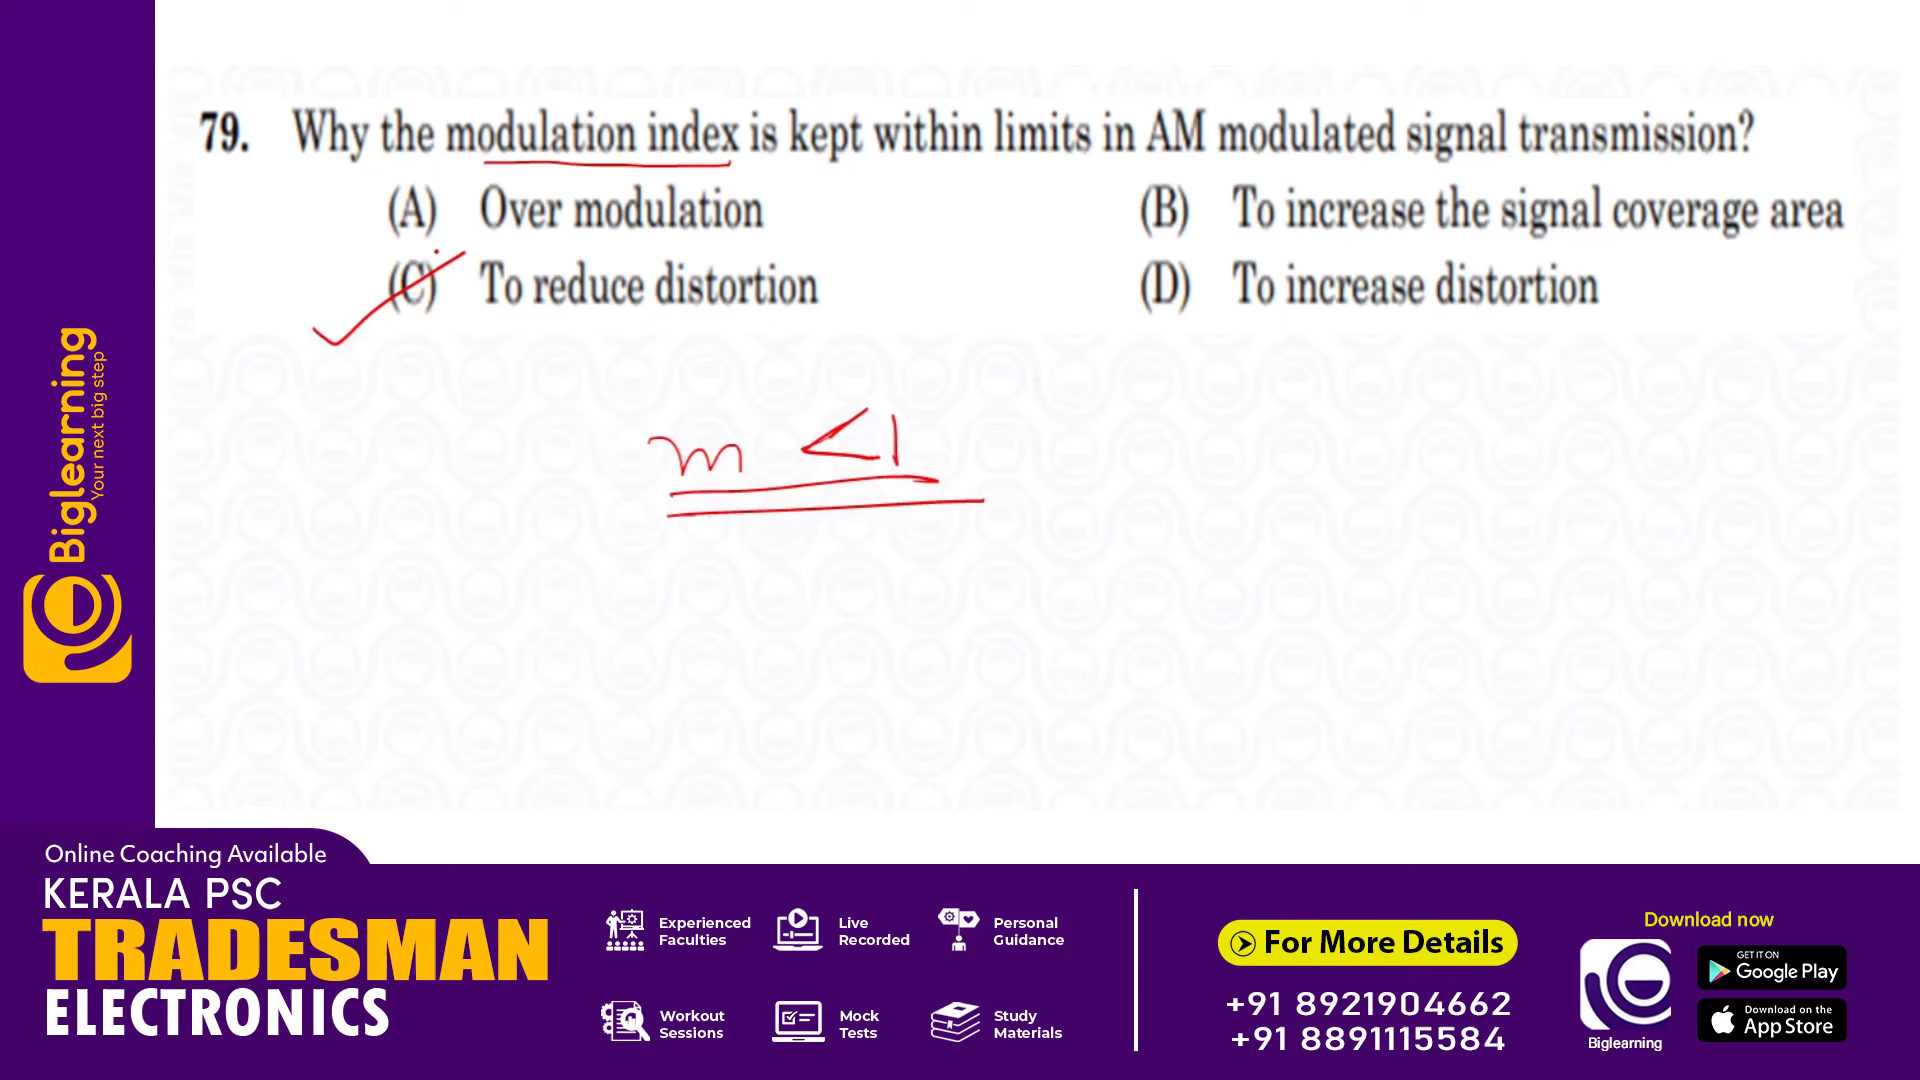 79. Why the modulation index is kept within limits in AM modulated signal transmission?
(A) Over modulation (B) To increase the signal coverage area
(C) To reduce distortion (D) To increase distortion
m < 1
Biglearning
Your next big step
Online Coaching Available
KERALA PSC
TRADESMAN
ELECTRONICS
Experienced
Faculties
Live
Recorded
Personal
Guidance
Workout
Sessions
Mock
Tests
Study
Materials
For More Details
+91 8921904662
+91 8891115584
Download now
Biglearning
GET IT ON
Google Play
Download on the
App Store